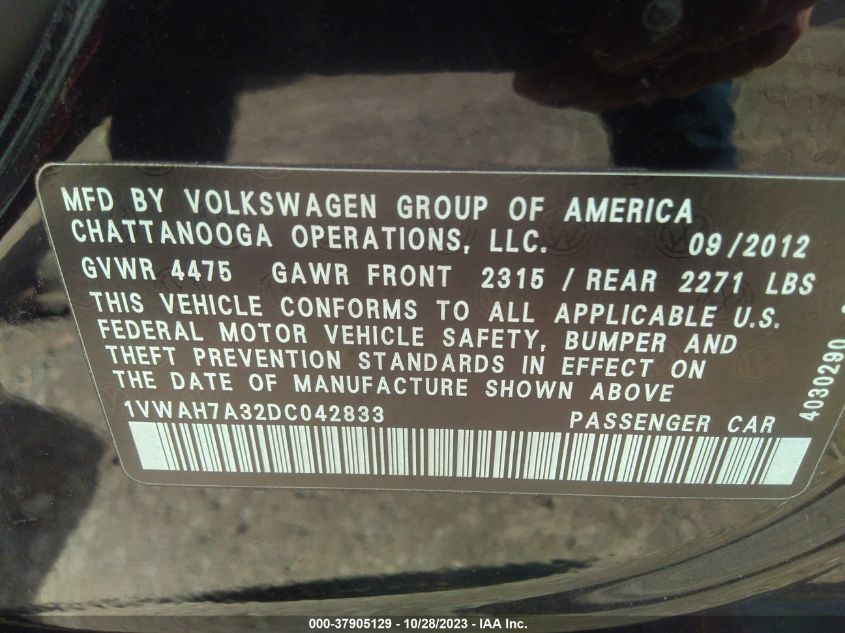 MFD BY VOLKSWAGEN GROUP OF AMERICA
CHATTANOOGA OPERATIONS, LLC. 09/2012
GVWR 4475 GAWR FRONT 2315 / REAR 2271 LBS
THIS VEHICLE CONFORMS TO ALL APPLICABLE U.S.
FEDERAL MOTOR VEHICLE SAFETY, BUMPER AND
THEFT PREVENTION STANDARDS IN EFFECT ON
THE DATE OF MANUFACTURE SHOWN ABOVE
1VWAH7A32DC042833 PASSENGER CAR
4030290
000-37905129 - 10/28/2023 - IAA Inc.